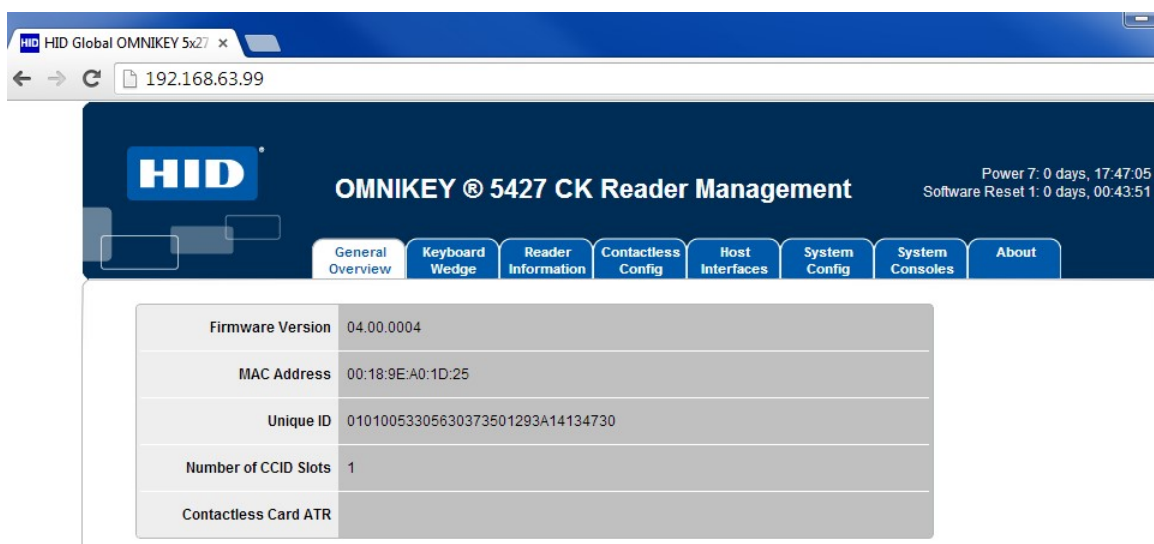 HID HID Global OMNIKEY 5x27
192.168.63.99
HID
OMNIKEY ® 5427 CK Reader Management
Power 7: 0 days, 17:47:05
Software Reset 1: 0 days, 00:43:51
General Overview
Keyboard Wedge
Reader Information
Contactless Config
Host Interfaces
System Config
System Consoles
About
Firmware Version 04.00.0004
MAC Address 00:18:9E:A0:1D:25
Unique ID 01010053305630373501293A14134730
Number of CCID Slots 1
Contactless Card ATR